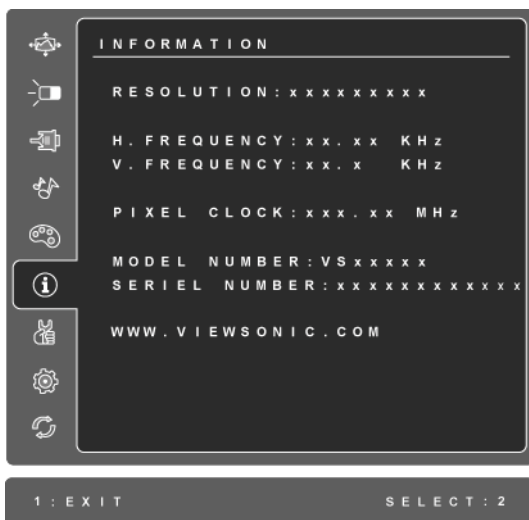 INFORMATION
RESOLUTION:xxxxxxxxx
H.FREQUENCY:xx.xx KHz
V.FREQUENCY:xx.x KHz
PIXEL CLOCK:xxx.xx MHz
MODEL NUMBER:VSxxxxx
SERIEL NUMBER:xxxxxxxxxxxx
WWW.VIEWSONIC.COM
1:EXIT SELECT:2